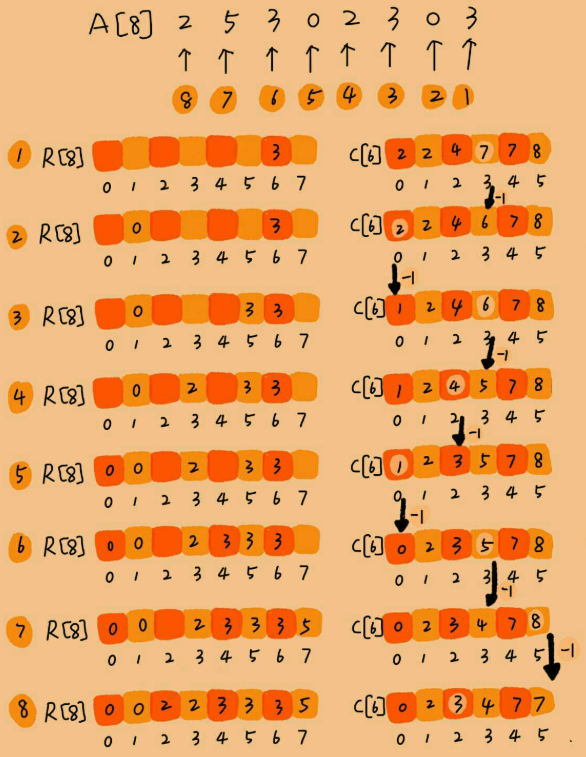 A[8] 2 5 3 0 2 3 0 3
8 7 6 5 4 3 2 1
1 R[8] 3 C[6] 2 2 4 7 7 8
0 1 2 3 4 5 6 7 0 1 2 3 4 5
-1
2 R[8] 0 3 C[6] 2 2 4 6 7 8
0 1 2 3 4 5 6 7 0 1 2 3 4 5
-1
3 R[8] 0 3 3 C[6] 1 2 4 6 7 8
0 1 2 3 4 5 6 7 0 1 2 3 4 5
-1
4 R[8] 0 2 3 3 C[6] 1 2 4 5 7 8
0 1 2 3 4 5 6 7 0 1 2 3 4 5
-1
5 R[8] 0 0 2 3 3 C[6] 1 2 3 5 7 8
0 1 2 3 4 5 6 7 0 1 2 3 4 5
-1
6 R[8] 0 0 2 3 3 3 C[6] 0 2 3 5 7 8
0 1 2 3 4 5 6 7 0 1 2 3 4 5
-1
7 R[8] 0 0 2 3 3 3 5 C[6] 0 2 3 4 7 8
0 1 2 3 4 5 6 7 0 1 2 3 4 5
-1
8 R[8] 0 0 2 2 3 3 3 5 C[6] 0 2 3 4 7 7
0 1 2 3 4 5 6 7 0 1 2 3 4 5